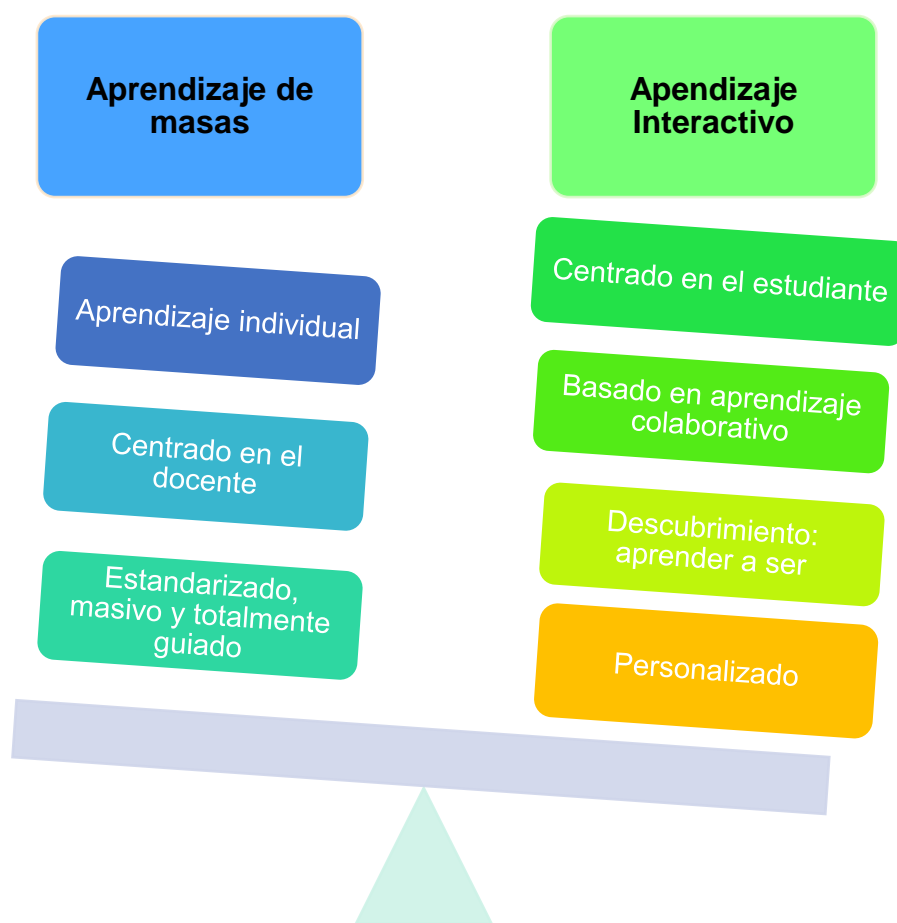 Aprendizaje de
masas
Apendizaje
Interactivo
Aprendizaje individual
Centrado en el
docente
Estandarizado,
masivo y totalmente
guiado
Centrado en el estudiante
Basado en aprendizaje
colaborativo
Descubrimiento:
aprender a ser
Personalizado